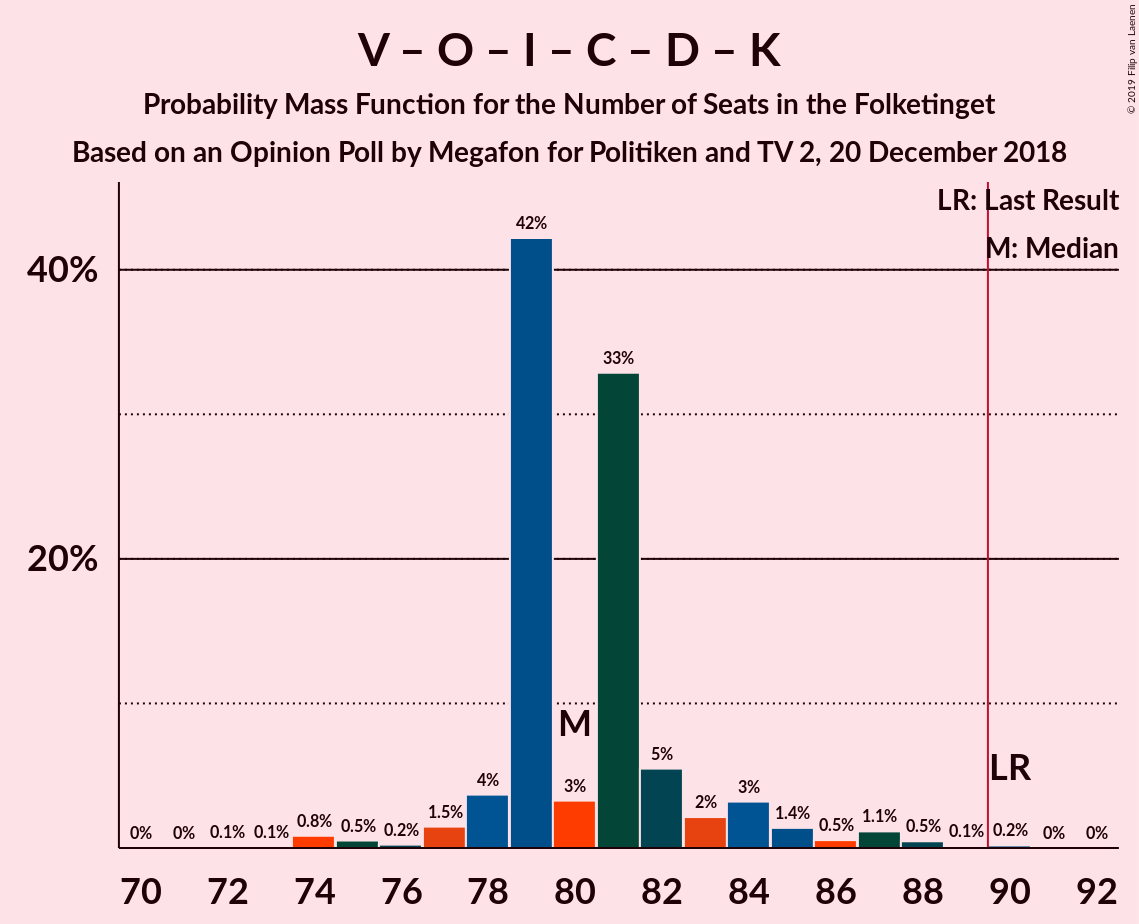 V – O – I – C – D – K
Probability Mass Function for the Number of Seats in the Folketinget
Based on an Opinion Poll by Megafon for Politiken and TV 2, 20 December 2018
© 2019 Filip van Laenen
LR: Last Result
M: Median
40%
20%
0% 0% 0.1% 0.1% 0.8% 0.5% 0.2% 1.5% 4% 42% 3% 33% 5% 2% 3% 1.4% 0.5% 1.1% 0.5% 0.1% 0.2% 0% 0%
M
LR
70 72 74 76 78 80 82 84 86 88 90 92